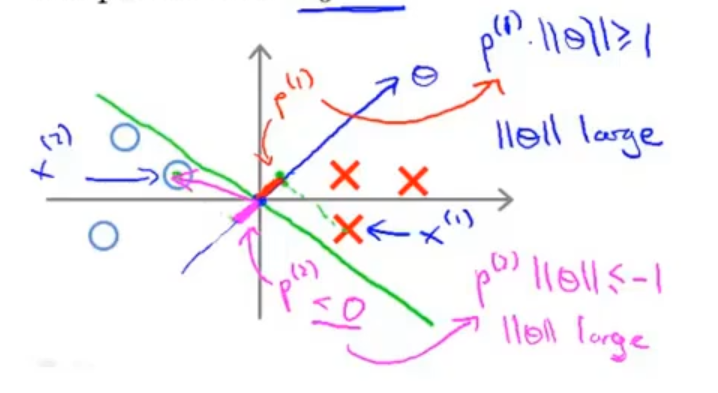 p⁽¹⁾ · ||θ|| ≥ 1
θ
p⁽¹⁾
||θ|| large
x⁽²⁾
x⁽¹⁾
p⁽²⁾ < 0
p⁽²⁾ ||θ|| ≤ -1
||θ|| large